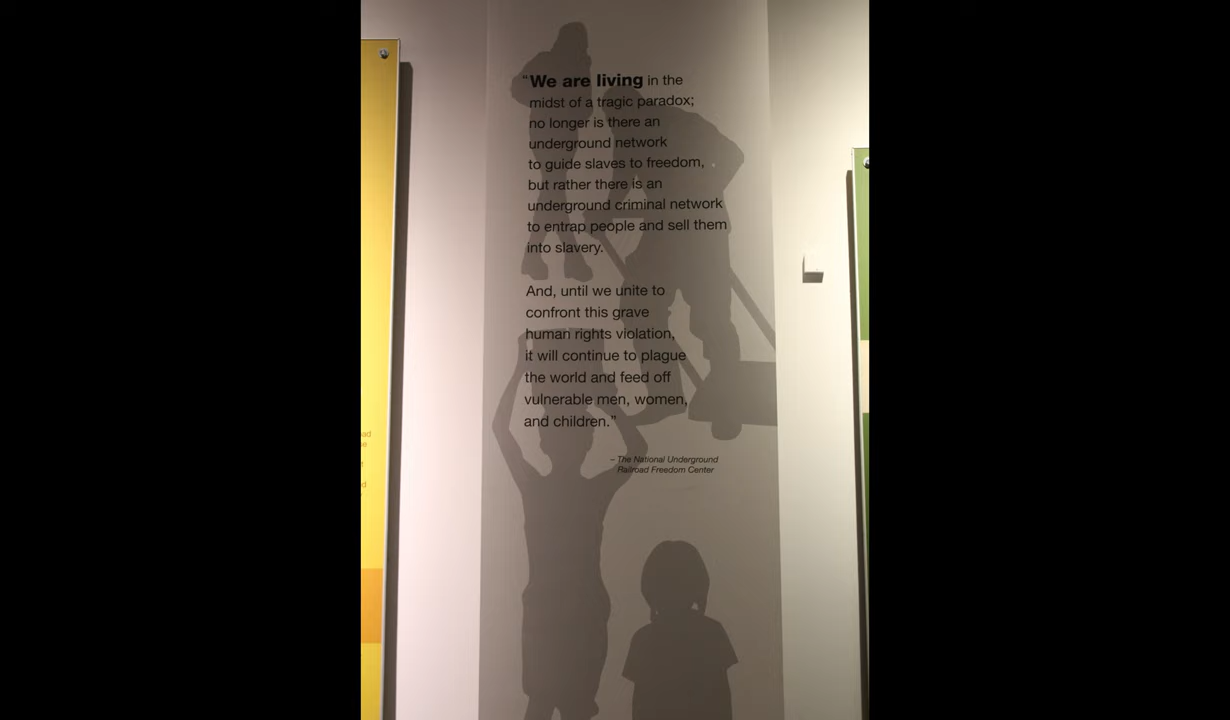 “We are living in the
midst of a tragic paradox;
no longer is there an
underground network
to guide slaves to freedom,
but rather there is an
underground criminal network
to entrap people and sell them
into slavery.
And, until we unite to
confront this grave
human rights violation,
it will continue to plague
the world and feed off
vulnerable men, women,
and children.”
– The National Underground
Railroad Freedom Center